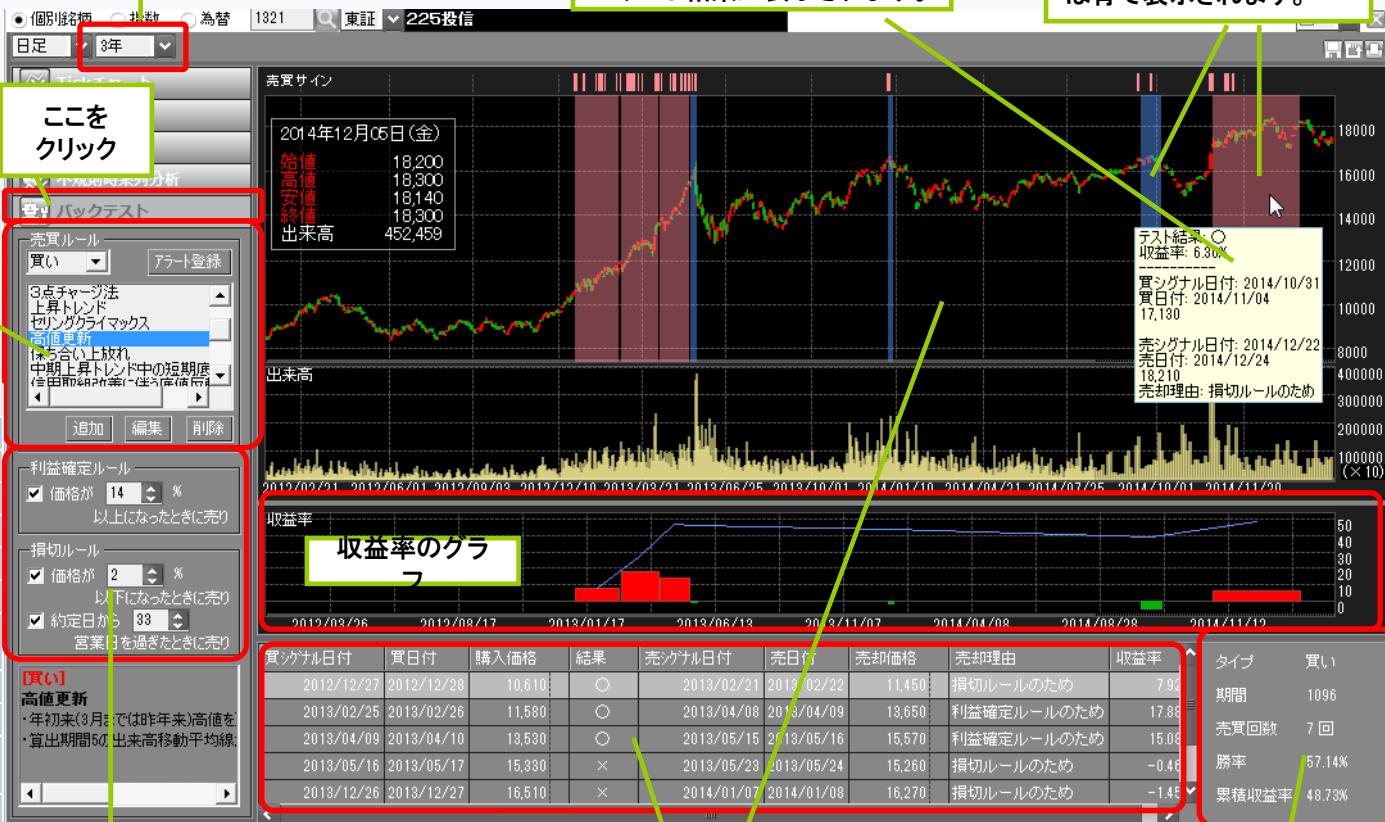 個別銘柄 指数 為替 1321 東証 225投信
は青で表示されます。
日足 3年
Tickチャート
ここを
クリック
不規則時系列分析
バックテスト
売買ルール
買い アラート登録
3点チャージ法
上昇トレンド
セリングクライマックス
高値更新
保ち合い上放れ
中期上昇トレンド中の短期底
信用取組改善に伴う底値反転
追加 編集 削除
利益確定ルール
価格が 14 %
以上になったときに売り
損切ルール
価格が 2 %
以下になったときに売り
約定日から 33
営業日を過ぎたときに売り
[買い]
高値更新
・年初来(3月までは昨年来)高値を
・算出期間5の出来高移動平均線
売買サイン
2014年12月05日(金)
始値 18,200
高値 18,300
安値 18,140
終値 18,300
出来高 452,459
18000
16000
14000
12000
10000
8000
テスト結果: ○
収益率: 6.30%
----------
買シグナル日付: 2014/10/31
買日付: 2014/11/04
17,130
売シグナル日付: 2014/12/22
売日付: 2014/12/24
18,210
売却理由: 損切ルールのため
出来高
400000
300000
200000
100000
(×10)
2012/02/21 2012/06/01 2012/09/03 2012/12/10 2013/03/21 2013/06/25 2013/10/01 2014/01/10 2014/04/21 2014/07/25 2014/10/01 2014/11/20
収益率
収益率のグラ
フ
50
40
30
20
10
0
2012/03/26 2012/08/17 2013/01/17 2013/06/13 2013/11/07 2014/04/08 2014/08/28 2014/11/12
買シグナル日付 買日付 購入価格 結果 売シグナル日付 売日付 売却価格 売却理由 収益率
2012/12/27 2012/12/28 10,610 ○ 2013/02/21 2013/02/22 11,450 損切ルールのため 7.92
2013/02/25 2013/02/26 11,580 ○ 2013/04/08 2013/04/09 13,650 利益確定ルールのため 17.88
2013/04/09 2013/04/10 13,530 ○ 2013/05/15 2013/05/16 15,570 利益確定ルールのため 15.08
2013/05/16 2013/05/17 15,330 × 2013/05/23 2013/05/24 15,260 損切ルールのため -0.46
2013/12/26 2013/12/27 16,510 × 2014/01/07 2014/01/08 16,270 損切ルールのため -1.45
タイプ 買い
期間 1096
売買回数 7 回
勝率 57.14%
累積収益率 48.73%